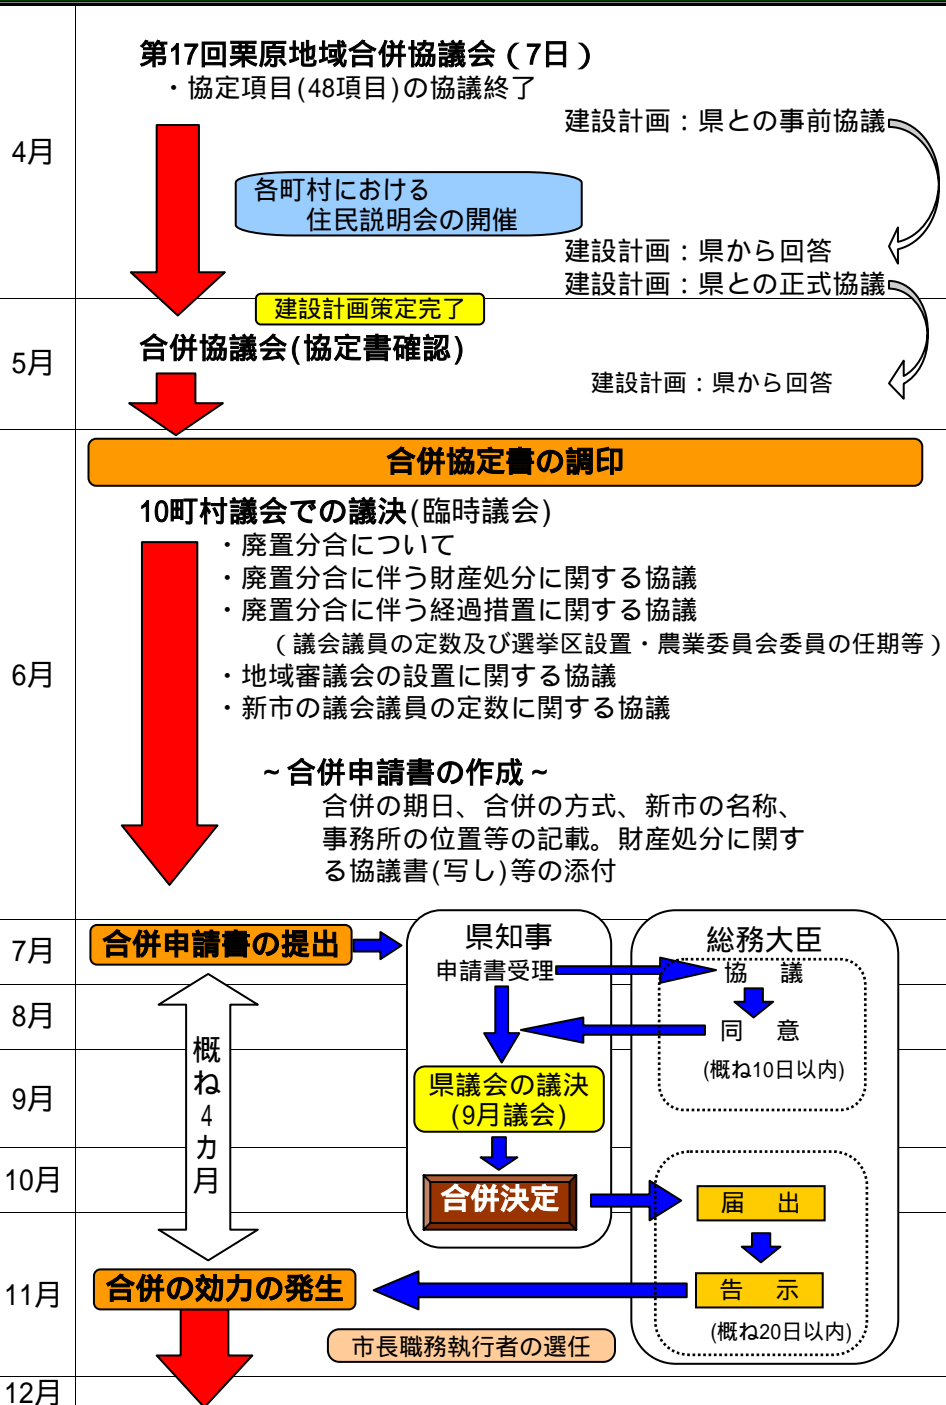 4月
第17回栗原地域合併協議会（7日）
・協定項目(48項目)の協議終了
建設計画：県との事前協議
各町村における
住民説明会の開催
建設計画：県から回答
建設計画：県との正式協議
建設計画策定完了
5月
合併協議会(協定書確認)
建設計画：県から回答
合併協定書の調印
6月
10町村議会での議決(臨時議会)
・廃置分合について
・廃置分合に伴う財産処分に関する協議
・廃置分合に伴う経過措置に関する協議
（議会議員の定数及び選挙区設置・農業委員会委員の任期等）
・地域審議会の設置に関する協議
・新市の議会議員の定数に関する協議
～合併申請書の作成～
合併の期日、合併の方式、新市の名称、
事務所の位置等の記載。財産処分に関す
る協議書(写し)等の添付
7月
合併申請書の提出
県知事
申請書受理
総務大臣
協　議
8月
同　意
(概ね10日以内)
概ね4カ月
9月
県議会の議決
(9月議会)
10月
合併決定
届　出
11月
合併の効力の発生
告　示
(概ね20日以内)
市長職務執行者の選任
12月